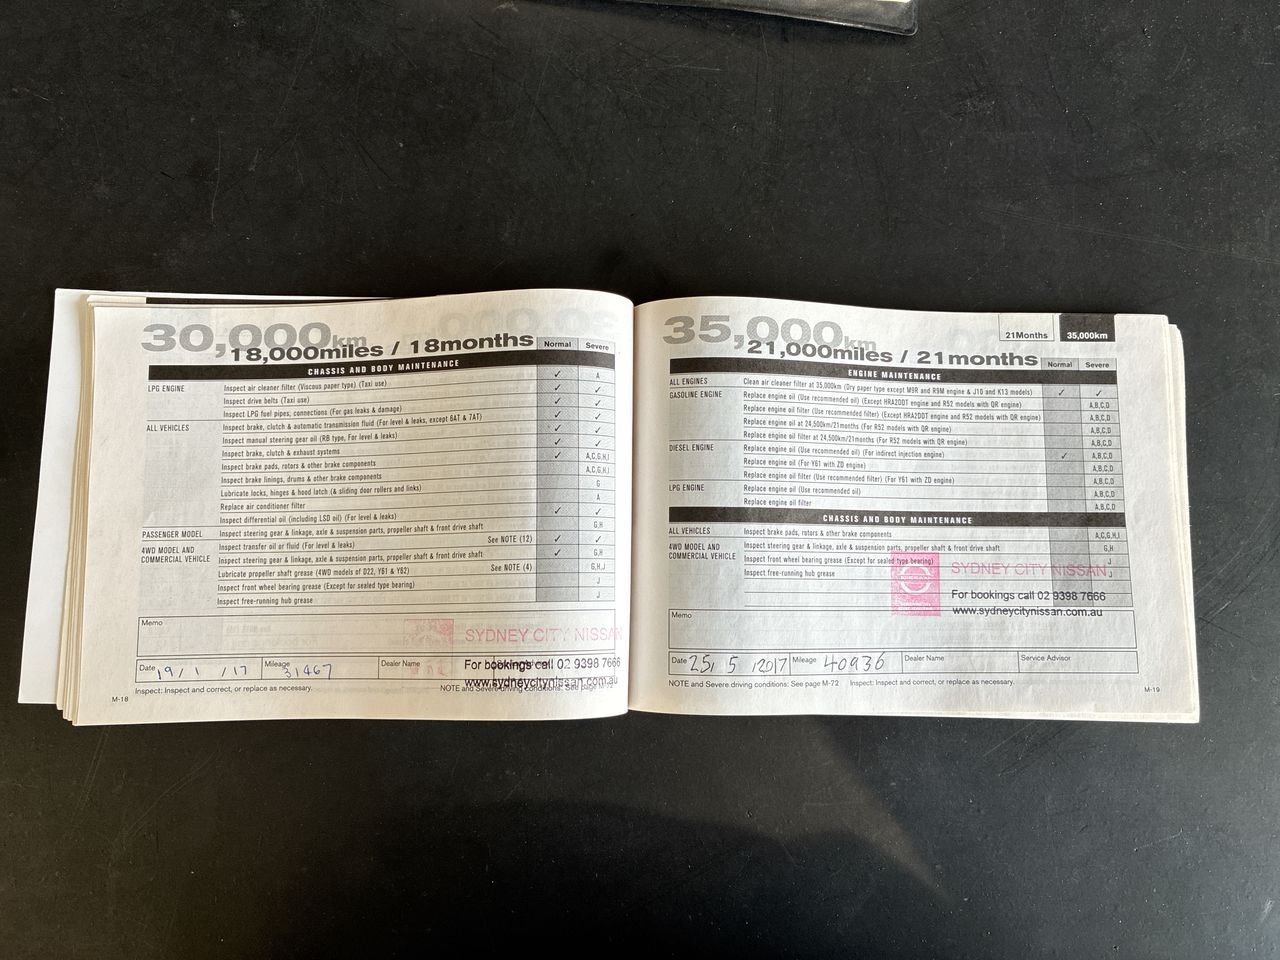 30,000km
18,000miles / 18months
Normal Severe
CHASSIS AND BODY MAINTENANCE
LPG ENGINE Inspect air cleaner filter (Viscous paper type) (Taxi use) ✓ A
Inspect drive belts (Taxi use) ✓ ✓
Inspect LPG fuel pipes, connections (For gas leaks & damage) ✓ ✓
ALL VEHICLES Inspect brake, clutch & automatic transmission fluid (For level & leaks, except 6AT & 7AT) ✓ ✓
Inspect manual steering gear oil (RB type, For level & leaks) ✓ ✓
Inspect brake, clutch & exhaust systems ✓ ✓
Inspect brake pads, rotors & other brake components ✓ A,C,G,H,I
Inspect brake linings, drums & other brake components A,C,G,H,I
Lubricate locks, hinges & hood latch (& sliding door rollers and links) G
Replace air conditioner filter A
Inspect differential oil (including LSD oil) (For level & leaks) ✓ ✓
PASSENGER MODEL Inspect steering gear & linkage, axle & suspension parts, propeller shaft & front drive shaft G,H
4WD MODEL AND COMMERCIAL VEHICLE Inspect transfer oil or fluid (For level & leaks) See NOTE (12) ✓ ✓
Inspect steering gear & linkage, axle & suspension parts, propeller shaft & front drive shaft ✓ G,H
Lubricate propeller shaft grease (4WD models of D22, Y61 & Y62) See NOTE (4) G,H,J
Inspect front wheel bearing grease (Except for sealed type bearing) J
Inspect free-running hub grease J
Memo
SYDNEY CITY NISSAN
For bookings call 02 9398 7666
www.sydneycitynissan.com.au
Date 19/1/17 Mileage 31467 Dealer Name
Inspect: Inspect and correct, or replace as necessary. NOTE and Severe driving conditions: See page M-72
M-18
35,000km
21,000miles / 21months
21Months 35,000km
Normal Severe
ENGINE MAINTENANCE
ALL ENGINES Clean air cleaner filter at 35,000km (Dry paper type except M9R and R9M engine & J10 and K13 models) ✓ ✓
GASOLINE ENGINE Replace engine oil (Use recommended oil) (Except HRA2DDT engine and R52 models with QR engine) A,B,C,D
Replace engine oil filter (Use recommended filter) (Except HRA2DDT engine and R52 models with QR engine) A,B,C,D
Replace engine oil at 24,500km/21months (For R52 models with QR engine) A,B,C,D
Replace engine oil filter at 24,500km/21months (For R52 models with QR engine) A,B,C,D
DIESEL ENGINE Replace engine oil (Use recommended oil) (For indirect injection engine) ✓ A,B,C,D
Replace engine oil (For Y61 with ZD engine) A,B,C,D
Replace engine oil filter (Use recommended filter) (For Y61 with ZD engine) A,B,C,D
LPG ENGINE Replace engine oil (Use recommended oil) A,B,C,D
Replace engine oil filter A,B,C,D
CHASSIS AND BODY MAINTENANCE
ALL VEHICLES Inspect brake pads, rotors & other brake components A,C,G,H,I
4WD MODEL AND COMMERCIAL VEHICLE Inspect steering gear & linkage, axle & suspension parts, propeller shaft & front drive shaft G,H
Inspect front wheel bearing grease (Except for sealed type bearing) J
Inspect free-running hub grease J
SYDNEY CITY NISSAN
For bookings call 02 9398 7666
www.sydneycitynissan.com.au
Memo
Date 25/5/2017 Mileage 40936 Dealer Name Service Advisor
NOTE and Severe driving conditions: See page M-72 Inspect: Inspect and correct, or replace as necessary.
M-19